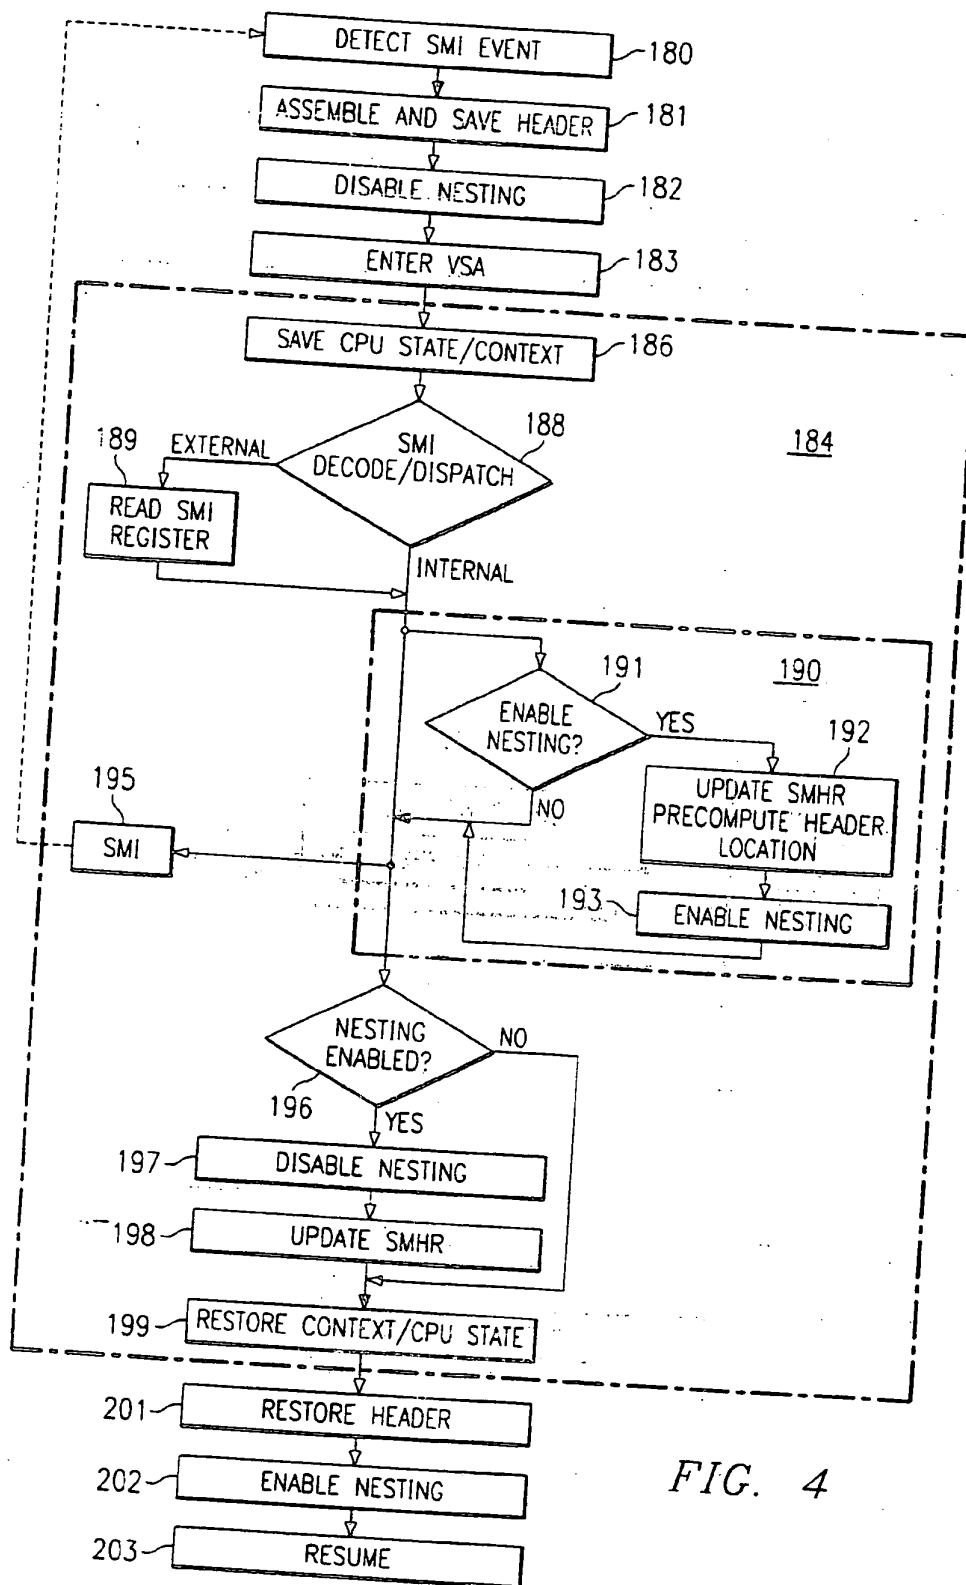 DETECT SMI EVENT
180
ASSEMBLE AND SAVE HEADER
181
DISABLE NESTING
182
ENTER VSA
183
SAVE CPU STATE/CONTEXT
186
184
SMI
DECODE/DISPATCH
188
EXTERNAL
189
READ SMI
REGISTER
INTERNAL
190
191
ENABLE
NESTING?
YES
NO
192
UPDATE SMHR
PRECOMPUTE HEADER
LOCATION
193
ENABLE NESTING
195
SMI
NESTING
ENABLED?
NO
196
YES
197
DISABLE NESTING
198
UPDATE SMHR
199
RESTORE CONTEXT/CPU STATE
201
RESTORE HEADER
202
ENABLE NESTING
203
RESUME
FIG. 4